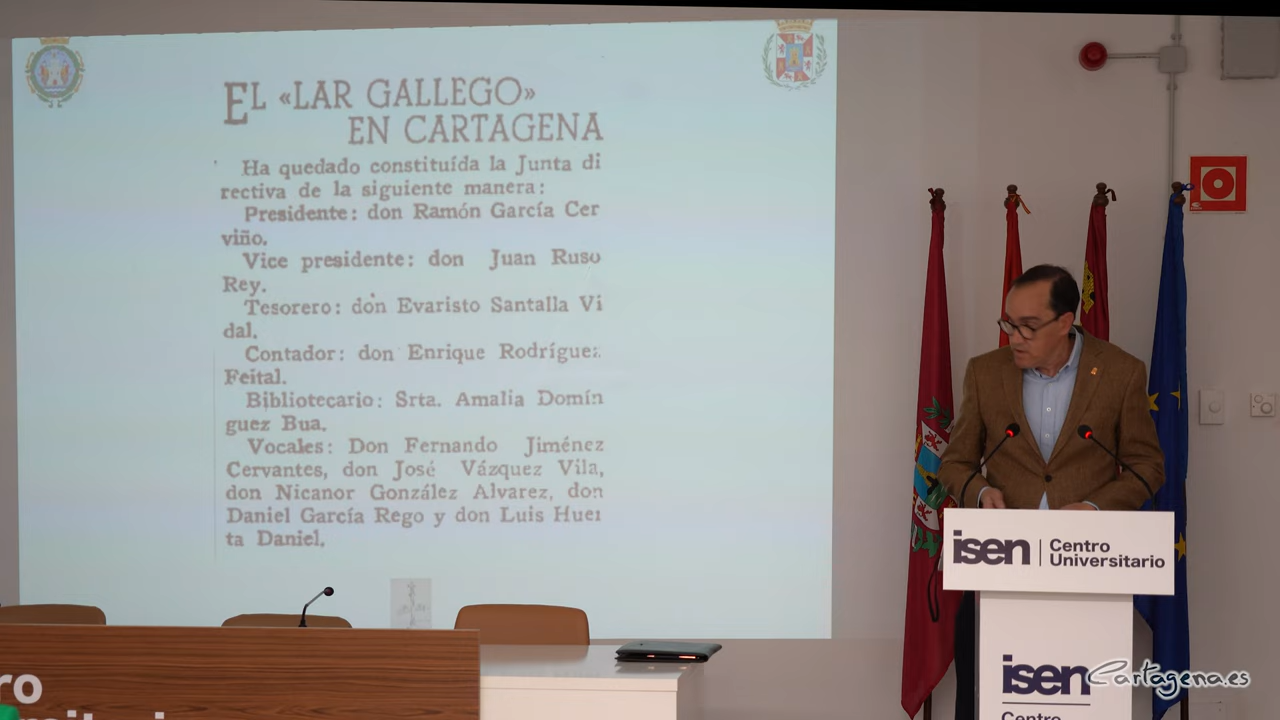 EL «LAR GALLEGO»
EN CARTAGENA
Ha quedado constituída la Junta di
rectiva de la siguiente manera:
Presidente: don Ramón García Cer
viño.
Vice presidente: don Juan Ruso
Rey.
Tesorero: don Evaristo Santalla Vi
dal.
Contador: don Enrique Rodríguez
Feital.
Bibliotecario: Srta. Amalia Domín
guez Bua.
Vocales: Don Fernando Jiménez
Cervantes, don José Vázquez Vila,
don Nicanor González Alvarez, don
Daniel García Rego y don Luis Huer
ta Daniel.
isen Centro
Universitario
isen
Centro
Cartagena.es
ro